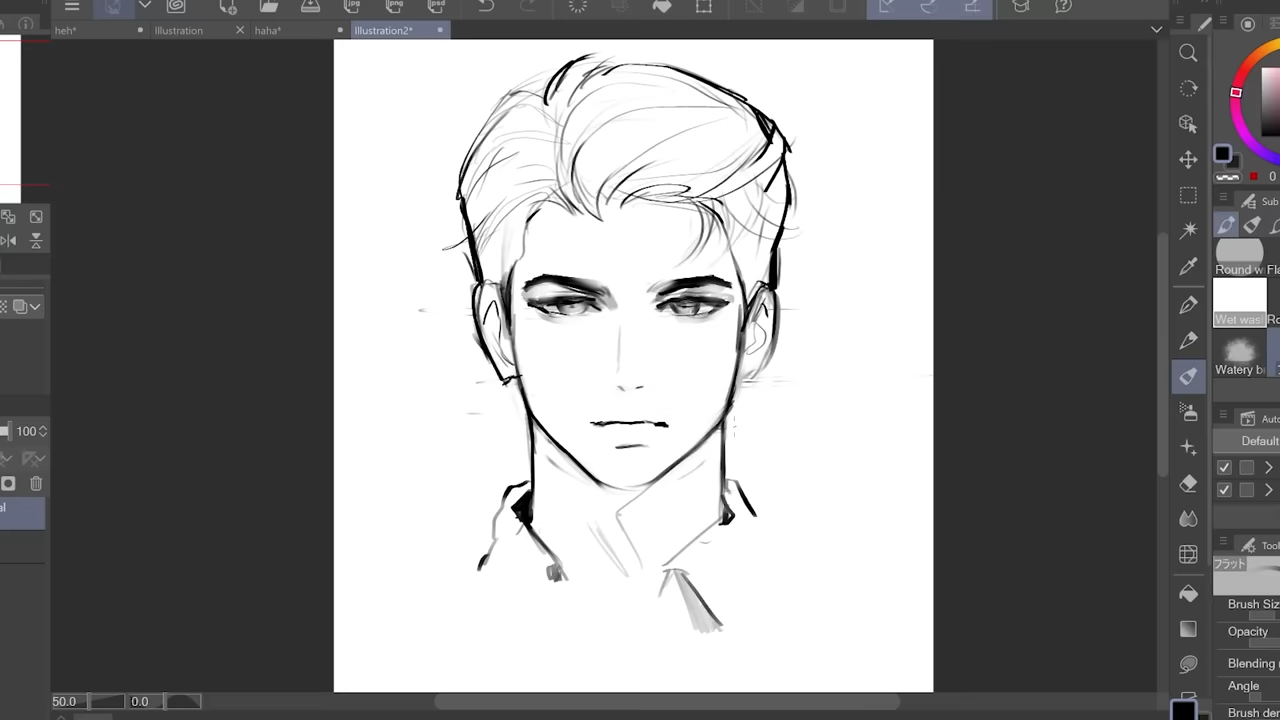 heh*
Illustration
haha*
Illustration2*
0
Sub
Round w
Fla
Wet was
Ro
Watery b
100
Auto
Default
al
Tool
フラット
Brush Siz
Opacity
Blending
Angle
Brush den
50.0
0.0